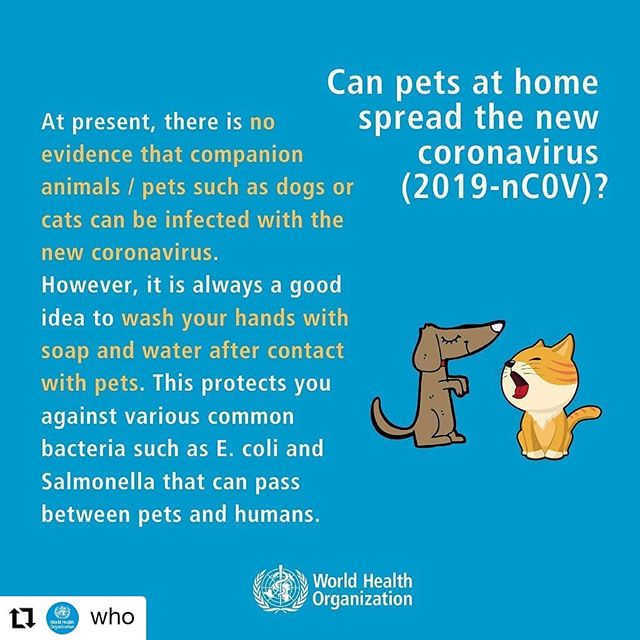 Can pets at home
spread the new
coronavirus
(2019-nC0V)?
At present, there is no
evidence that companion
animals / pets such as dogs or
cats can be infected with the
new coronavirus.
However, it is always a good
idea to wash your hands with
soap and water after contact
with pets. This protects you
against various common
bacteria such as E. coli and
Salmonella that can pass
between pets and humans.
World Health
Organization
World Health
Organization
who